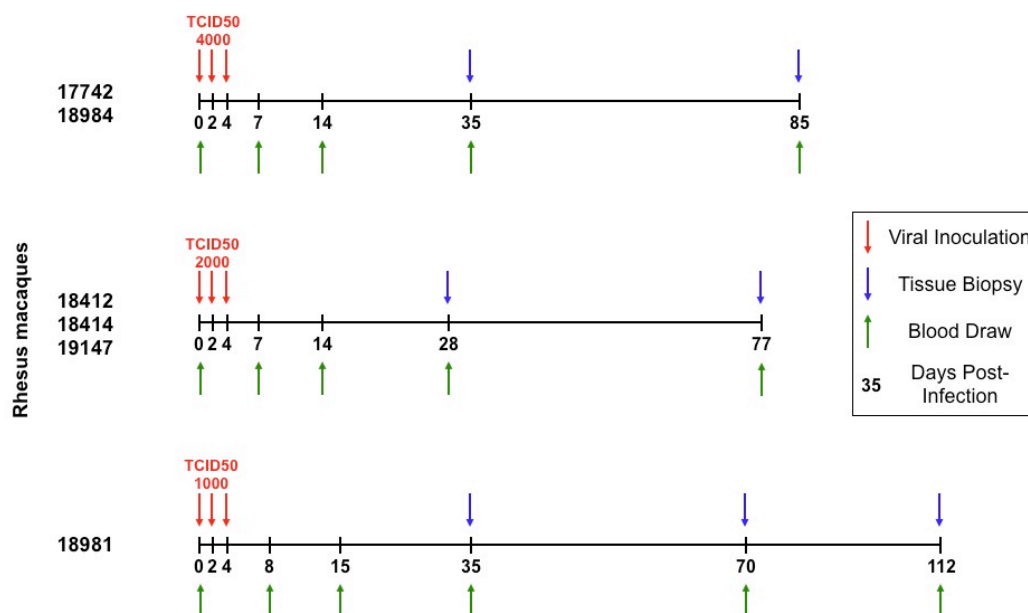 Rhesus macaques
TCID50
4000
17742
18984
0 2 4 7 14 35 85
TCID50
2000
18412
18414
19147
0 2 4 7 14 28 77
TCID50
1000
18981
0 2 4 8 15 35 70 112
Viral Inoculation
Tissue Biopsy
Blood Draw
35 Days Post-
Infection